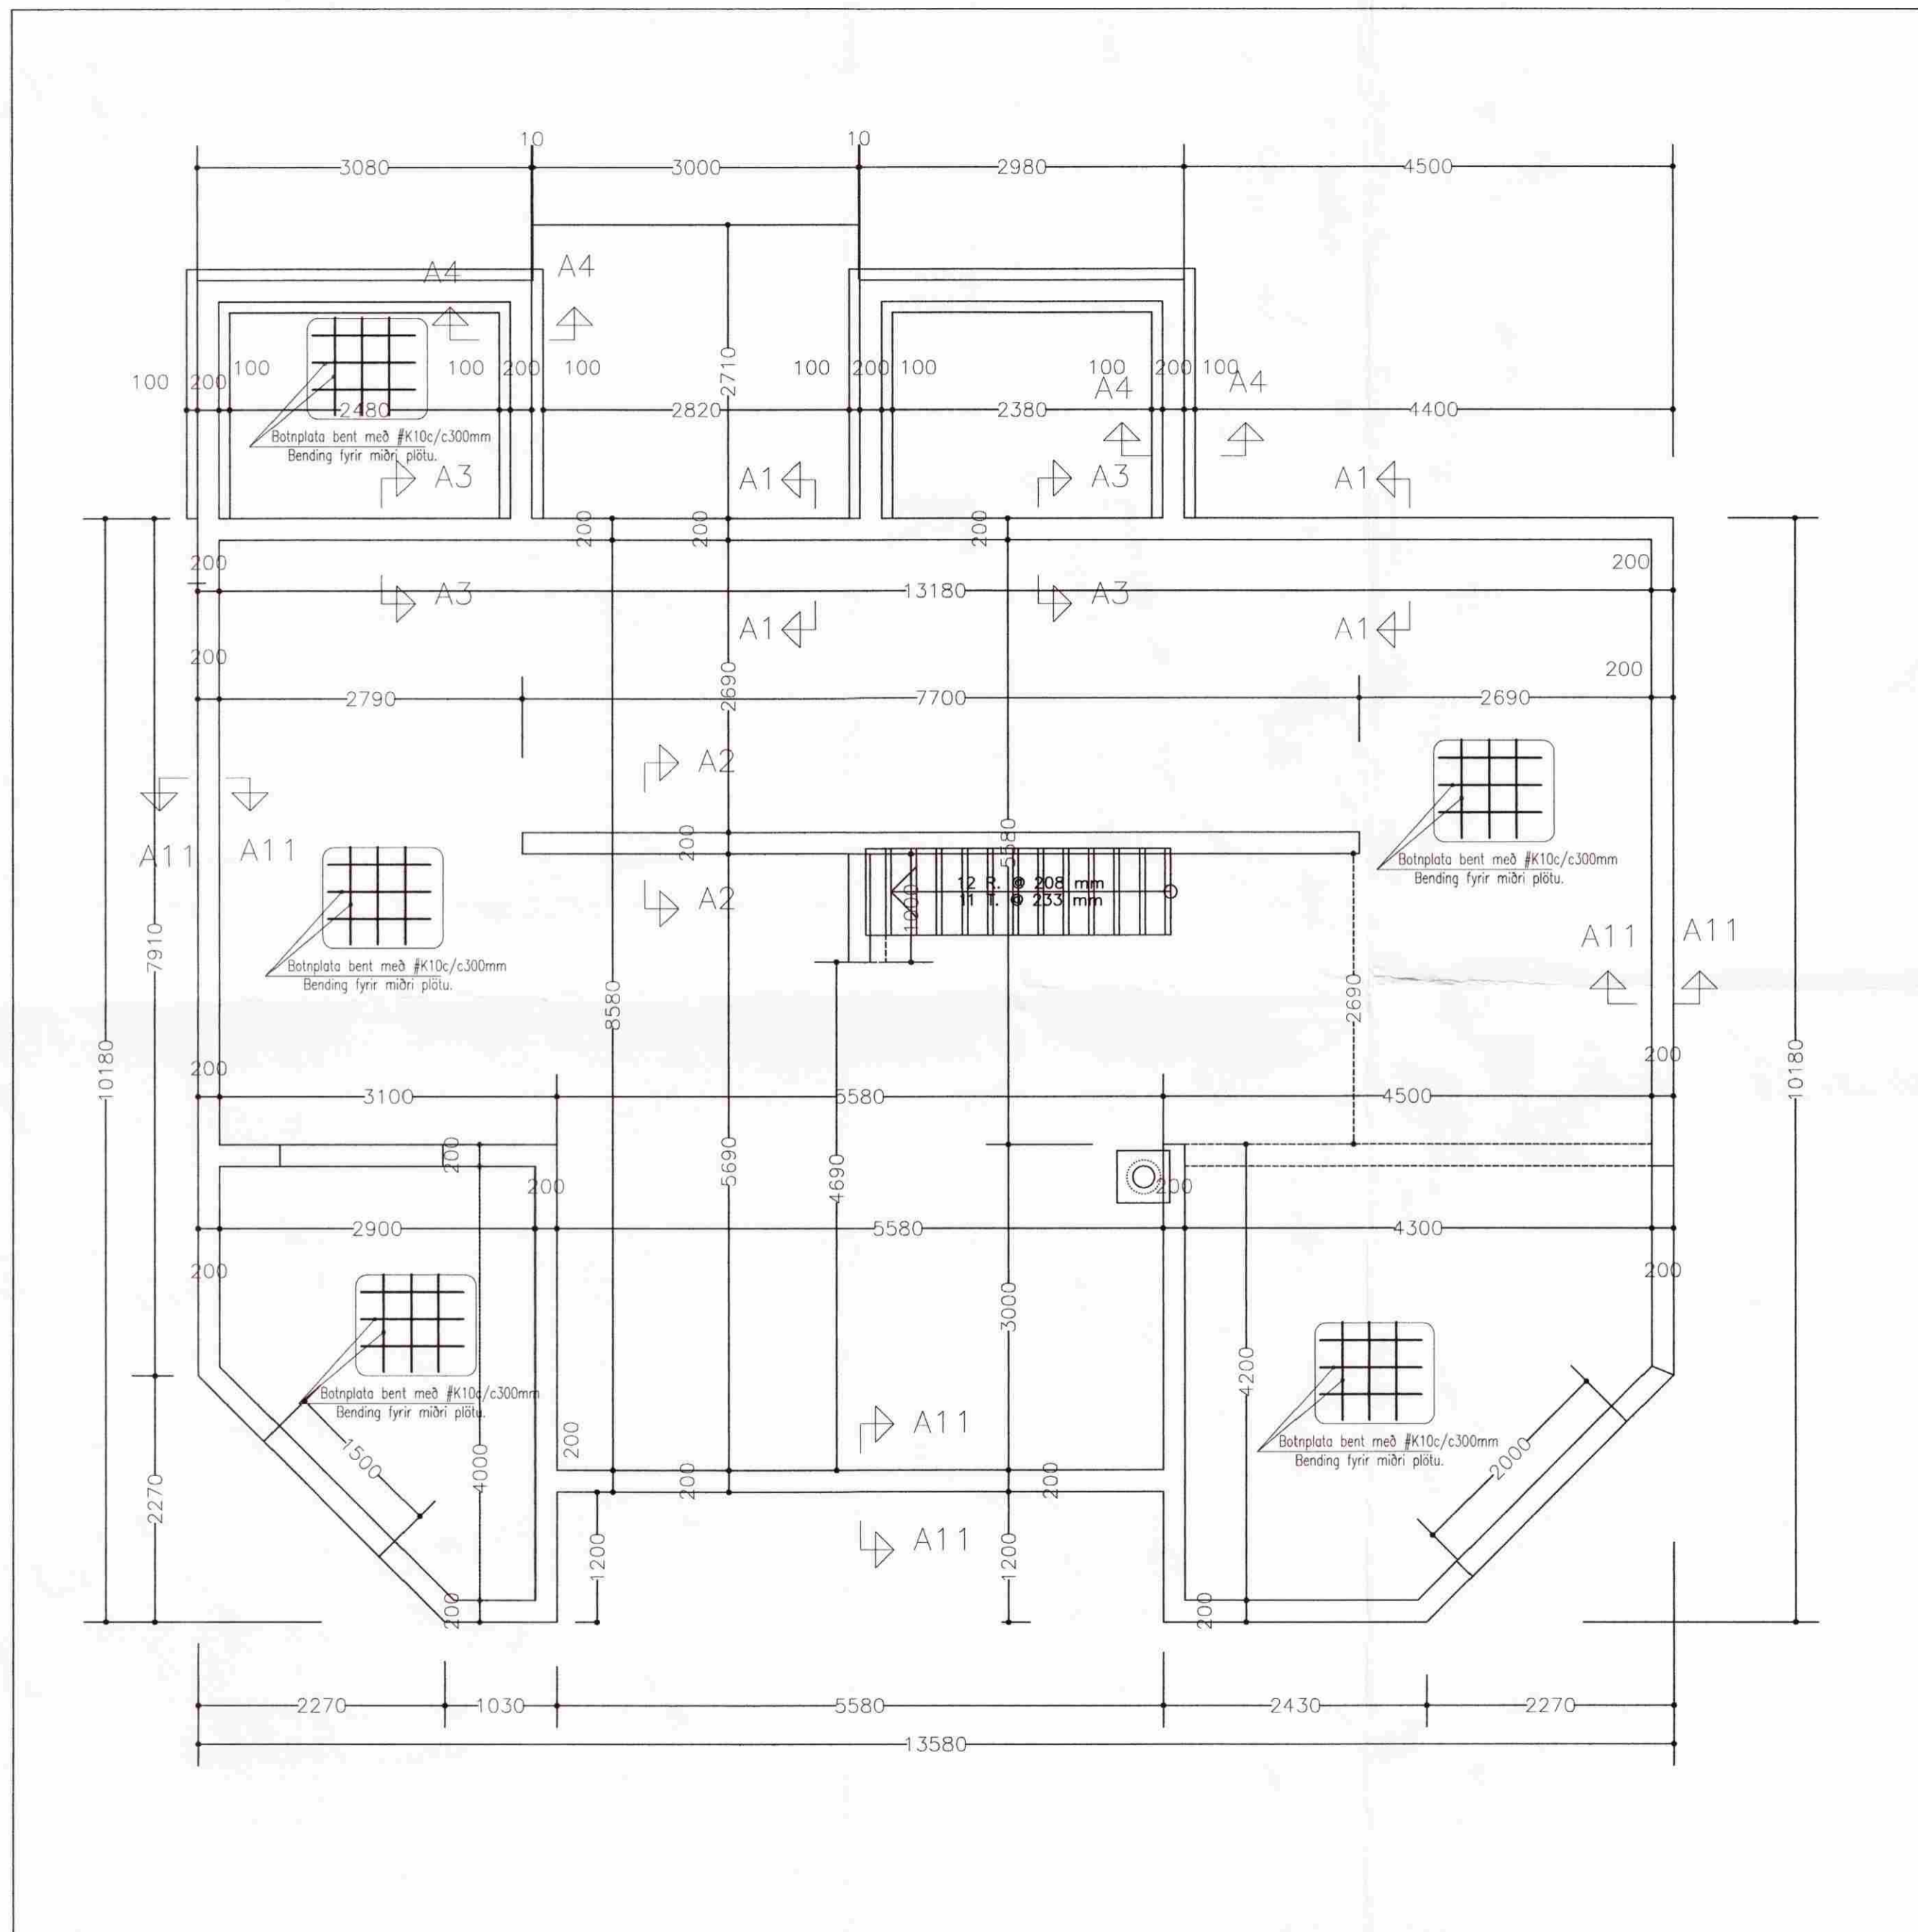 10
10
3080
3000
2980
4500
A4
A4
2710
100
200
100
100
200
100
100
200
100
100
200
100
A4
A4
2480
2820
2380
4400
Botnplata bent með #K10c/c300mm
Bending fyrir miðri plötu.
A3
A1
A3
A1
200
200
200
200
200
13180
A3
A1
A3
A1
200
2690
200
2790
7700
2690
A2
200
5580
A11
A11
Botnplata bent með #K10c/c300mm
Bending fyrir miðri plötu.
12 R. @ 208 mm
11 T. @ 233 mm
1000
A2
7910
A11
A11
Botnplata bent með #K10c/c300mm
Bending fyrir miðri plötu.
8580
2690
10180
10180
200
200
3100
5580
4500
200
5690
4690
200
200
2900
5580
4300
200
200
3000
4200
Botnplata bent með #K10c/c300mm
Bending fyrir miðri plötu.
A11
200
1500
4000
Botnplata bent með #K10c/c300mm
Bending fyrir miðri plötu.
2000
200
200
2270
A11
1200
1200
200
200
2270
1030
5580
2430
2270
13580